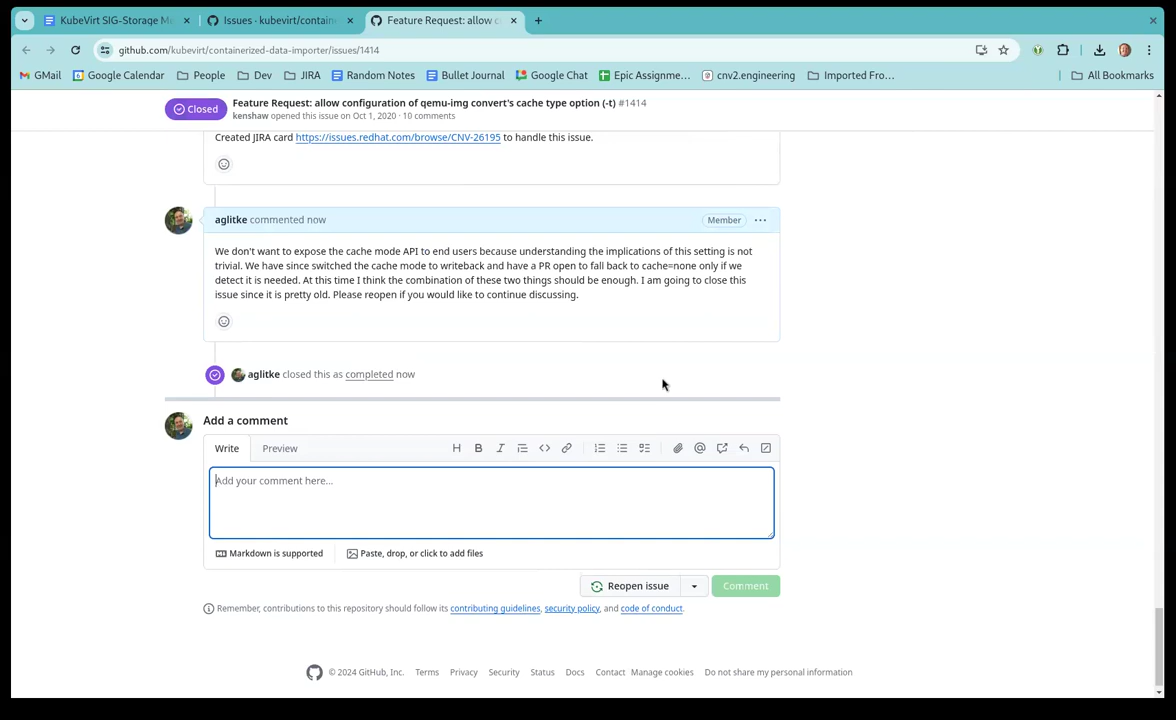 KubeVirt SIG-Storage M
Issues · kubevirt/contain
Feature Request: allow c
github.com/kubevirt/containerized-data-importer/issues/1414
GMail
Google Calendar
People
Dev
JIRA
Random Notes
Bullet Journal
Google Chat
Epic Assignme...
cnv2.engineering
Imported Fro...
All Bookmarks
Closed
Feature Request: allow configuration of qemu-img convert's cache type option (-t) #1414
kenshaw opened this issue on Oct 1, 2020 · 10 comments
Created JIRA card https://issues.redhat.com/browse/CNV-26195 to handle this issue.
aglitke commented now
Member
We don't want to expose the cache mode API to end users because understanding the implications of this setting is not
trivial. We have since switched the cache mode to writeback and have a PR open to fall back to cache=none only if we
detect it is needed. At this time I think the combination of these two things should be enough. I am going to close this
issue since it is pretty old. Please reopen if you would like to continue discussing.
aglitke closed this as completed now
Add a comment
Write
Preview
Add your comment here...
Markdown is supported
Paste, drop, or click to add files
Reopen issue
Comment
Remember, contributions to this repository should follow its contributing guidelines, security policy, and code of conduct.
© 2024 GitHub, Inc.
Terms
Privacy
Security
Status
Docs
Contact
Manage cookies
Do not share my personal information